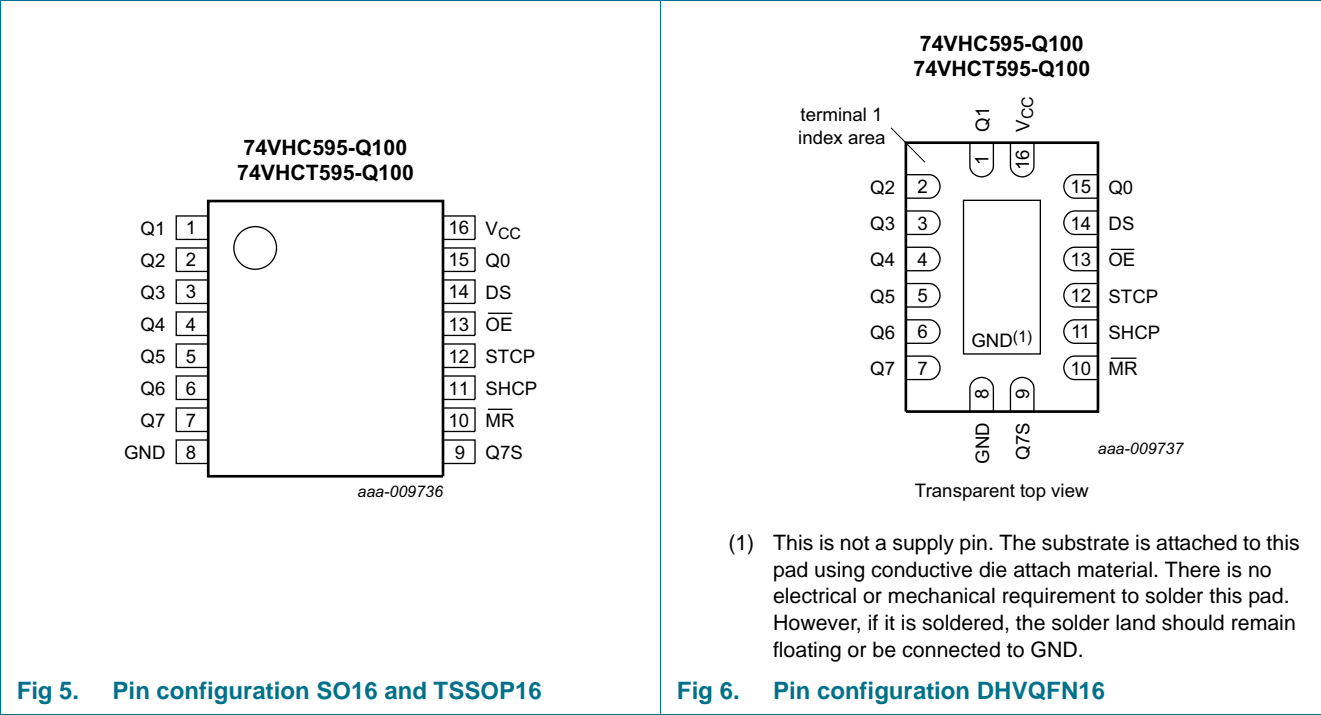 74VHC595-Q100
74VHCT595-Q100
Q1 1
Q2 2
Q3 3
Q4 4
Q5 5
Q6 6
Q7 7
GND 8
16 VCC
15 Q0
14 DS
13 OE
12 STCP
11 SHCP
10 MR
9 Q7S
aaa-009736
Fig 5. Pin configuration SO16 and TSSOP16
74VHC595-Q100
74VHCT595-Q100
terminal 1
index area
Q1
VCC
1
16
Q2 2
Q3 3
Q4 4
Q5 5
Q6 6
Q7 7
15 Q0
14 DS
13 OE
12 STCP
11 SHCP
10 MR
GND(1)
8
9
GND
Q7S
aaa-009737
Transparent top view
(1) This is not a supply pin. The substrate is attached to this
pad using conductive die attach material. There is no
electrical or mechanical requirement to solder this pad.
However, if it is soldered, the solder land should remain
floating or be connected to GND.
Fig 6. Pin configuration DHVQFN16